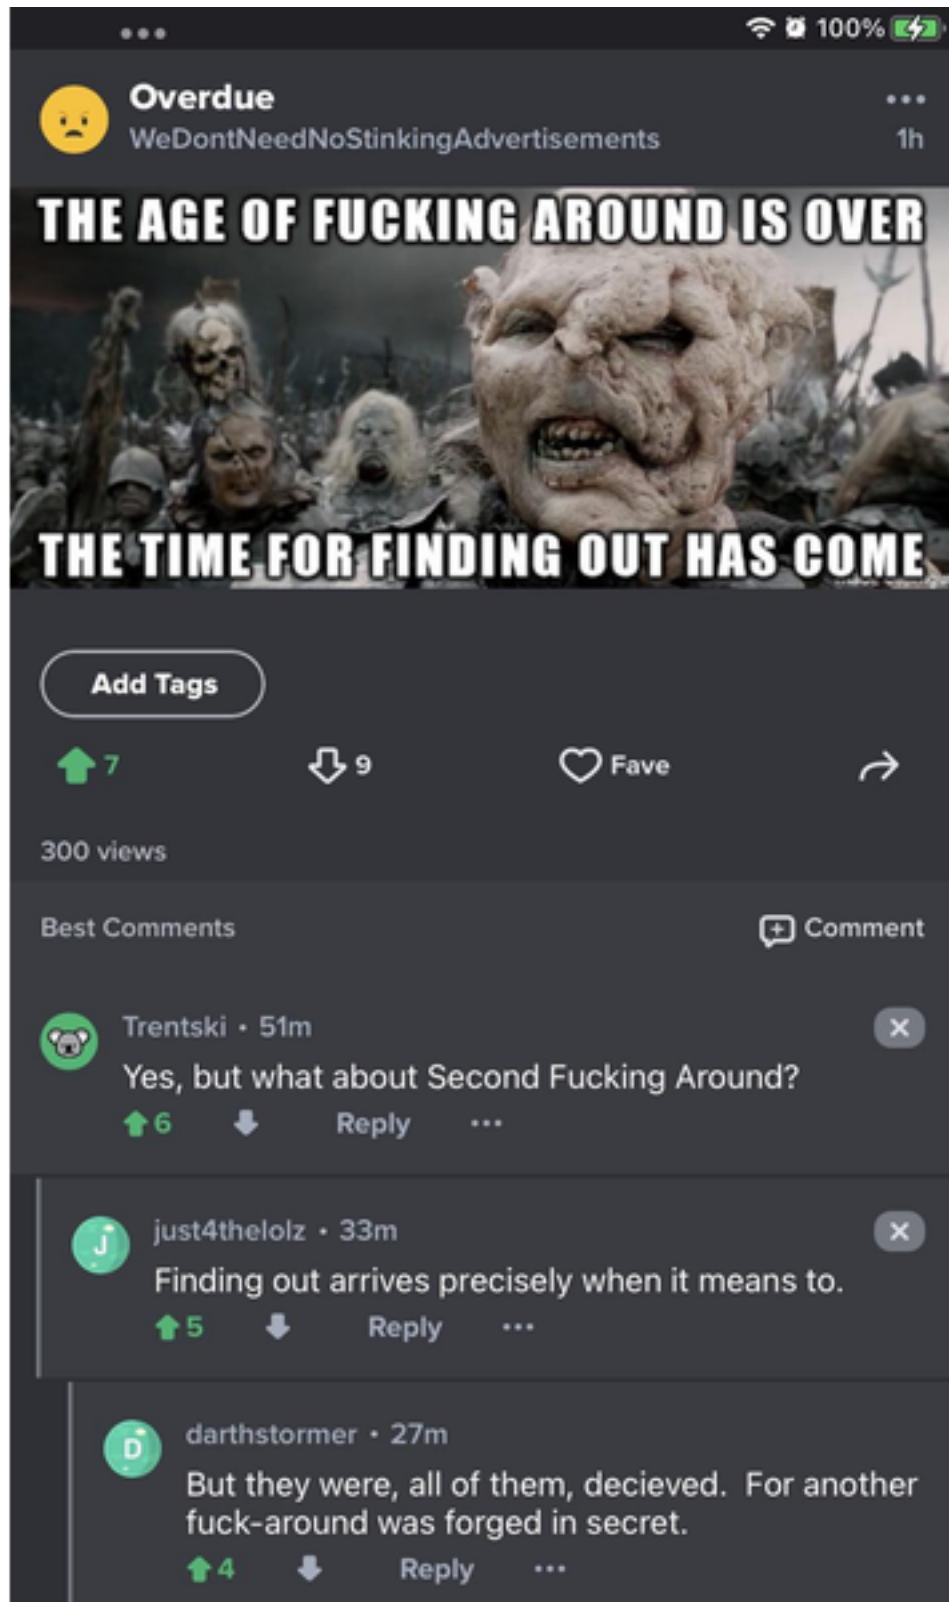 100%
Overdue
WeDontNeedNoStinkingAdvertisements
1h
THE AGE OF FUCKING AROUND IS OVER
THE TIME FOR FINDING OUT HAS COME
Add Tags
7
9
Fave
300 views
Best Comments
Comment
Trentski • 51m
Yes, but what about Second Fucking Around?
6
Reply
J
just4thelolz • 33m
Finding out arrives precisely when it means to.
5
Reply
D
darthstormer • 27m
But they were, all of them, decieved. For another
fuck-around was forged in secret.
4
Reply